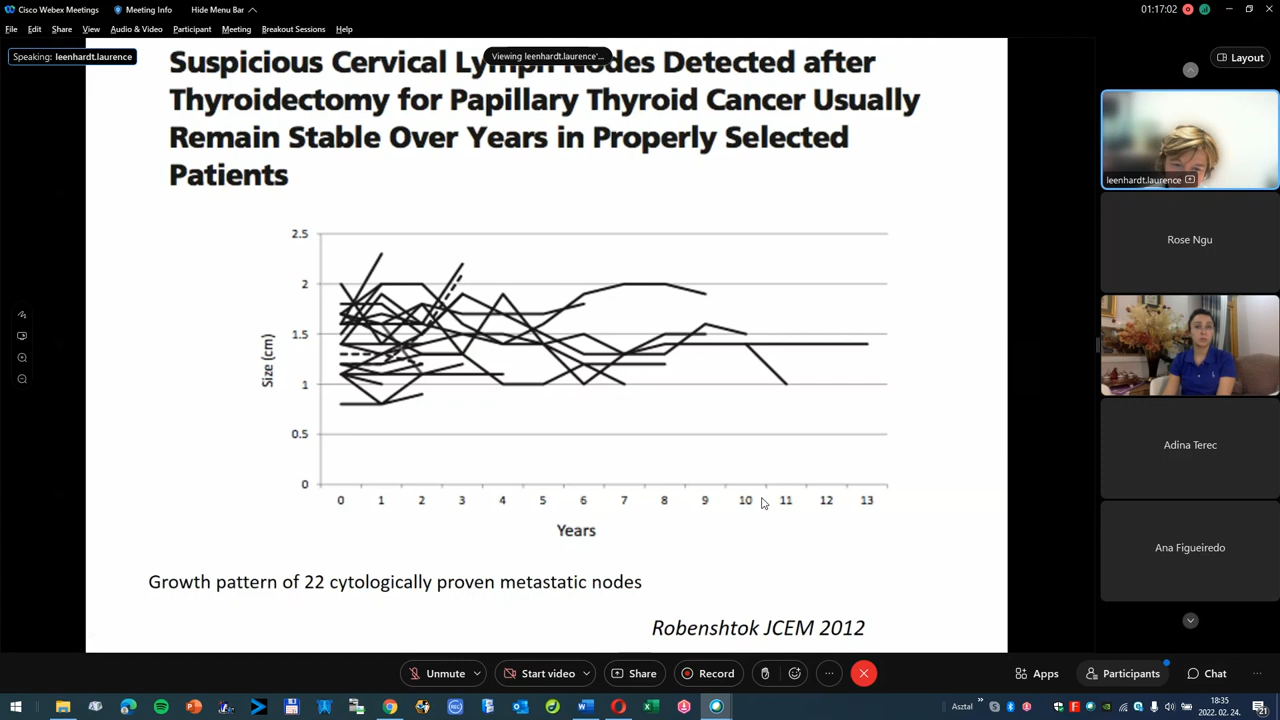 Cisco Webex Meetings
Meeting Info
Hide Menu Bar
01:17:02
File Edit Share View Audio & Video Participant Meeting Breakout Sessions Help
Speaking: leenhardt.laurence
Viewing leenhardt.laurence'...
Layout
Suspicious Cervical Lymph Nodes Detected after
Thyroidectomy for Papillary Thyroid Cancer Usually
Remain Stable Over Years in Properly Selected
Patients
2.5
2
1.5
1
0.5
0
Size (cm)
0 1 2 3 4 5 6 7 8 9 10 11 12 13
Years
Growth pattern of 22 cytologically proven metastatic nodes
Robenshtok JCEM 2012
leenhardt.laurence
Rose Ngu
Adina Terec
Ana Figueiredo
Unmute
Start video
Share
Record
Apps
Participants
Chat
Asztal
18:35
2022. 02. 24.